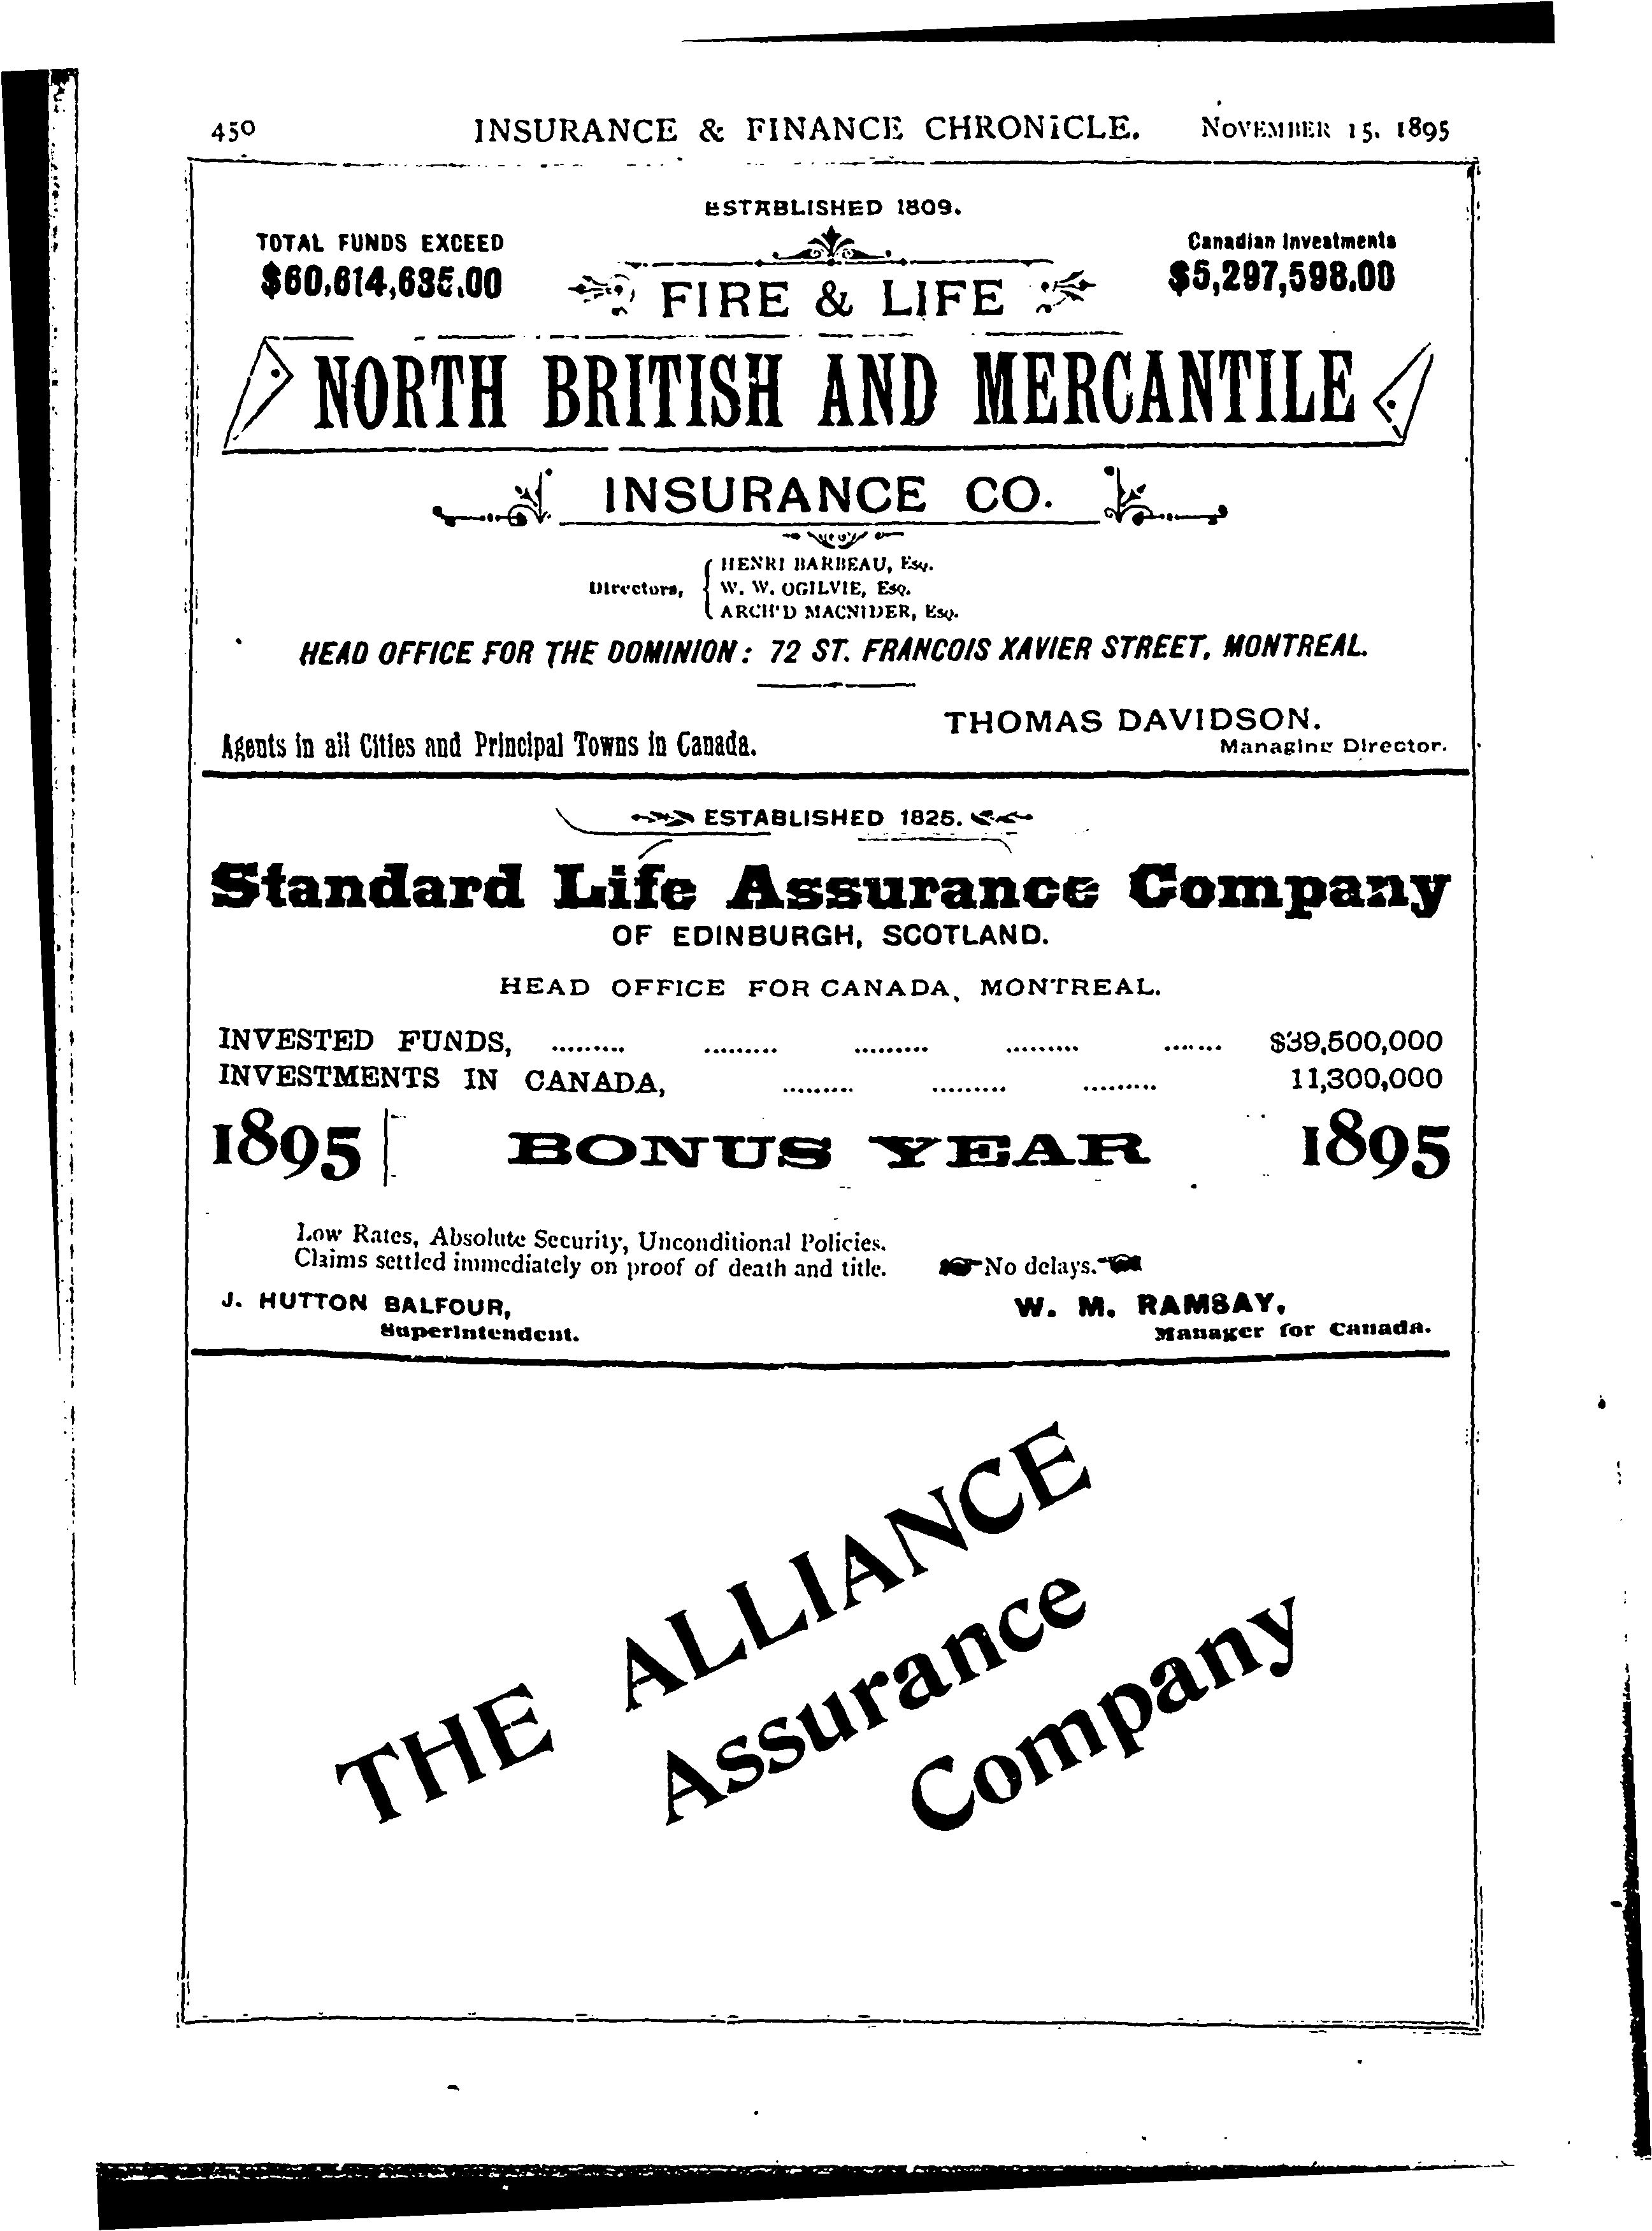 450 INSURANCE & FINANCE CHRONICLE. NOVEMBER 15, 1895
ESTABLISHED 1809.
TOTAL FUNDS EXCEED
$60,614,635.00
Canadian Investments
$5,297,598.00
FIRE & LIFE
NORTH BRITISH AND MERCANTILE
INSURANCE CO.
Directors,
HENRI BARBEAU, Esq.
W. W. OGILVIE, Esq.
ARCH'D MACNIDER, Esq.
HEAD OFFICE FOR THE DOMINION: 72 ST. FRANCOIS XAVIER STREET, MONTREAL.
Agents in all Cities and Principal Towns in Canada.
THOMAS DAVIDSON.
Managing Director.
ESTABLISHED 1825.
Standard Life Assurance Company
OF EDINBURGH, SCOTLAND.
HEAD OFFICE FOR CANADA, MONTREAL.
INVESTED FUNDS, ......... ......... ......... ......... ....... $39,500,000
INVESTMENTS IN CANADA, ......... ......... ......... 11,300,000
1895 BONUS YEAR 1895
Low Rates, Absolute Security, Unconditional Policies.
Claims settled immediately on proof of death and title. No delays.
J. HUTTON BALFOUR,
Superintendent.
W. M. RAMSAY,
Manager for Canada.
THE ALLIANCE
Assurance
Company